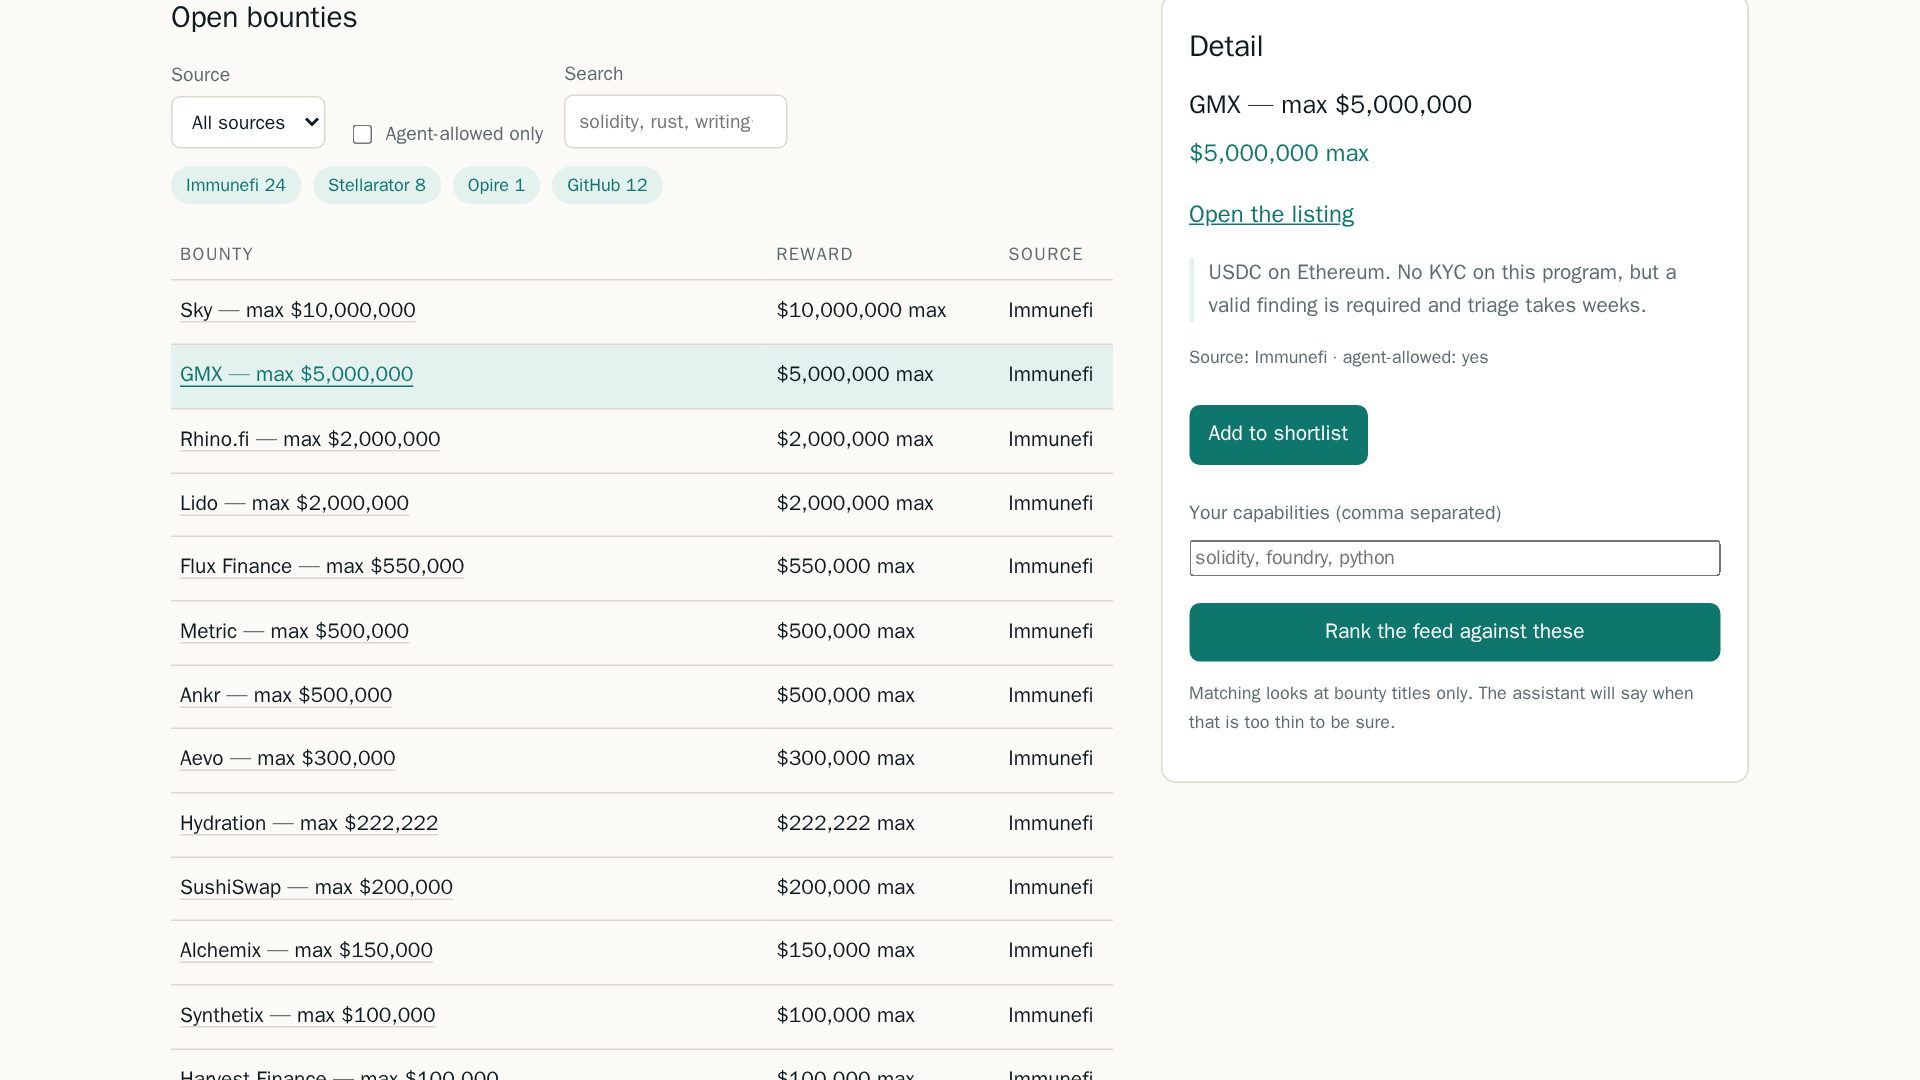 Open bounties
Source
Search
All sources
Agent-allowed only
solidity, rust, writing
Immunefi 24
Stellarator 8
Opire 1
GitHub 12
BOUNTY REWARD SOURCE
Sky — max $10,000,000 $10,000,000 max Immunefi
GMX — max $5,000,000 $5,000,000 max Immunefi
Rhino.fi — max $2,000,000 $2,000,000 max Immunefi
Lido — max $2,000,000 $2,000,000 max Immunefi
Flux Finance — max $550,000 $550,000 max Immunefi
Metric — max $500,000 $500,000 max Immunefi
Ankr — max $500,000 $500,000 max Immunefi
Aevo — max $300,000 $300,000 max Immunefi
Hydration — max $222,222 $222,222 max Immunefi
SushiSwap — max $200,000 $200,000 max Immunefi
Alchemix — max $150,000 $150,000 max Immunefi
Synthetix — max $100,000 $100,000 max Immunefi
Harvest Finance — max $100,000 $100,000 max Immunefi
Detail
GMX — max $5,000,000
$5,000,000 max
Open the listing
USDC on Ethereum. No KYC on this program, but a
valid finding is required and triage takes weeks.
Source: Immunefi · agent-allowed: yes
Add to shortlist
Your capabilities (comma separated)
solidity, foundry, python
Rank the feed against these
Matching looks at bounty titles only. The assistant will say when
that is too thin to be sure.